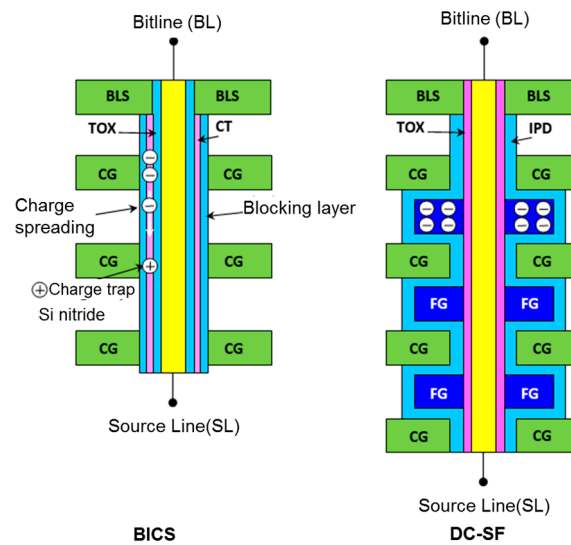 Bitline (BL)
BLS
BLS
TOX
CT
CG
CG
Charge
spreading
Blocking layer
CG
CG
⊕Charge trap
Si nitride
CG
CG
Source Line(SL)
BICS
Bitline (BL)
BLS
BLS
TOX
IPD
CG
CG
CG
CG
FG
FG
CG
CG
FG
FG
CG
CG
Source Line(SL)
DC-SF